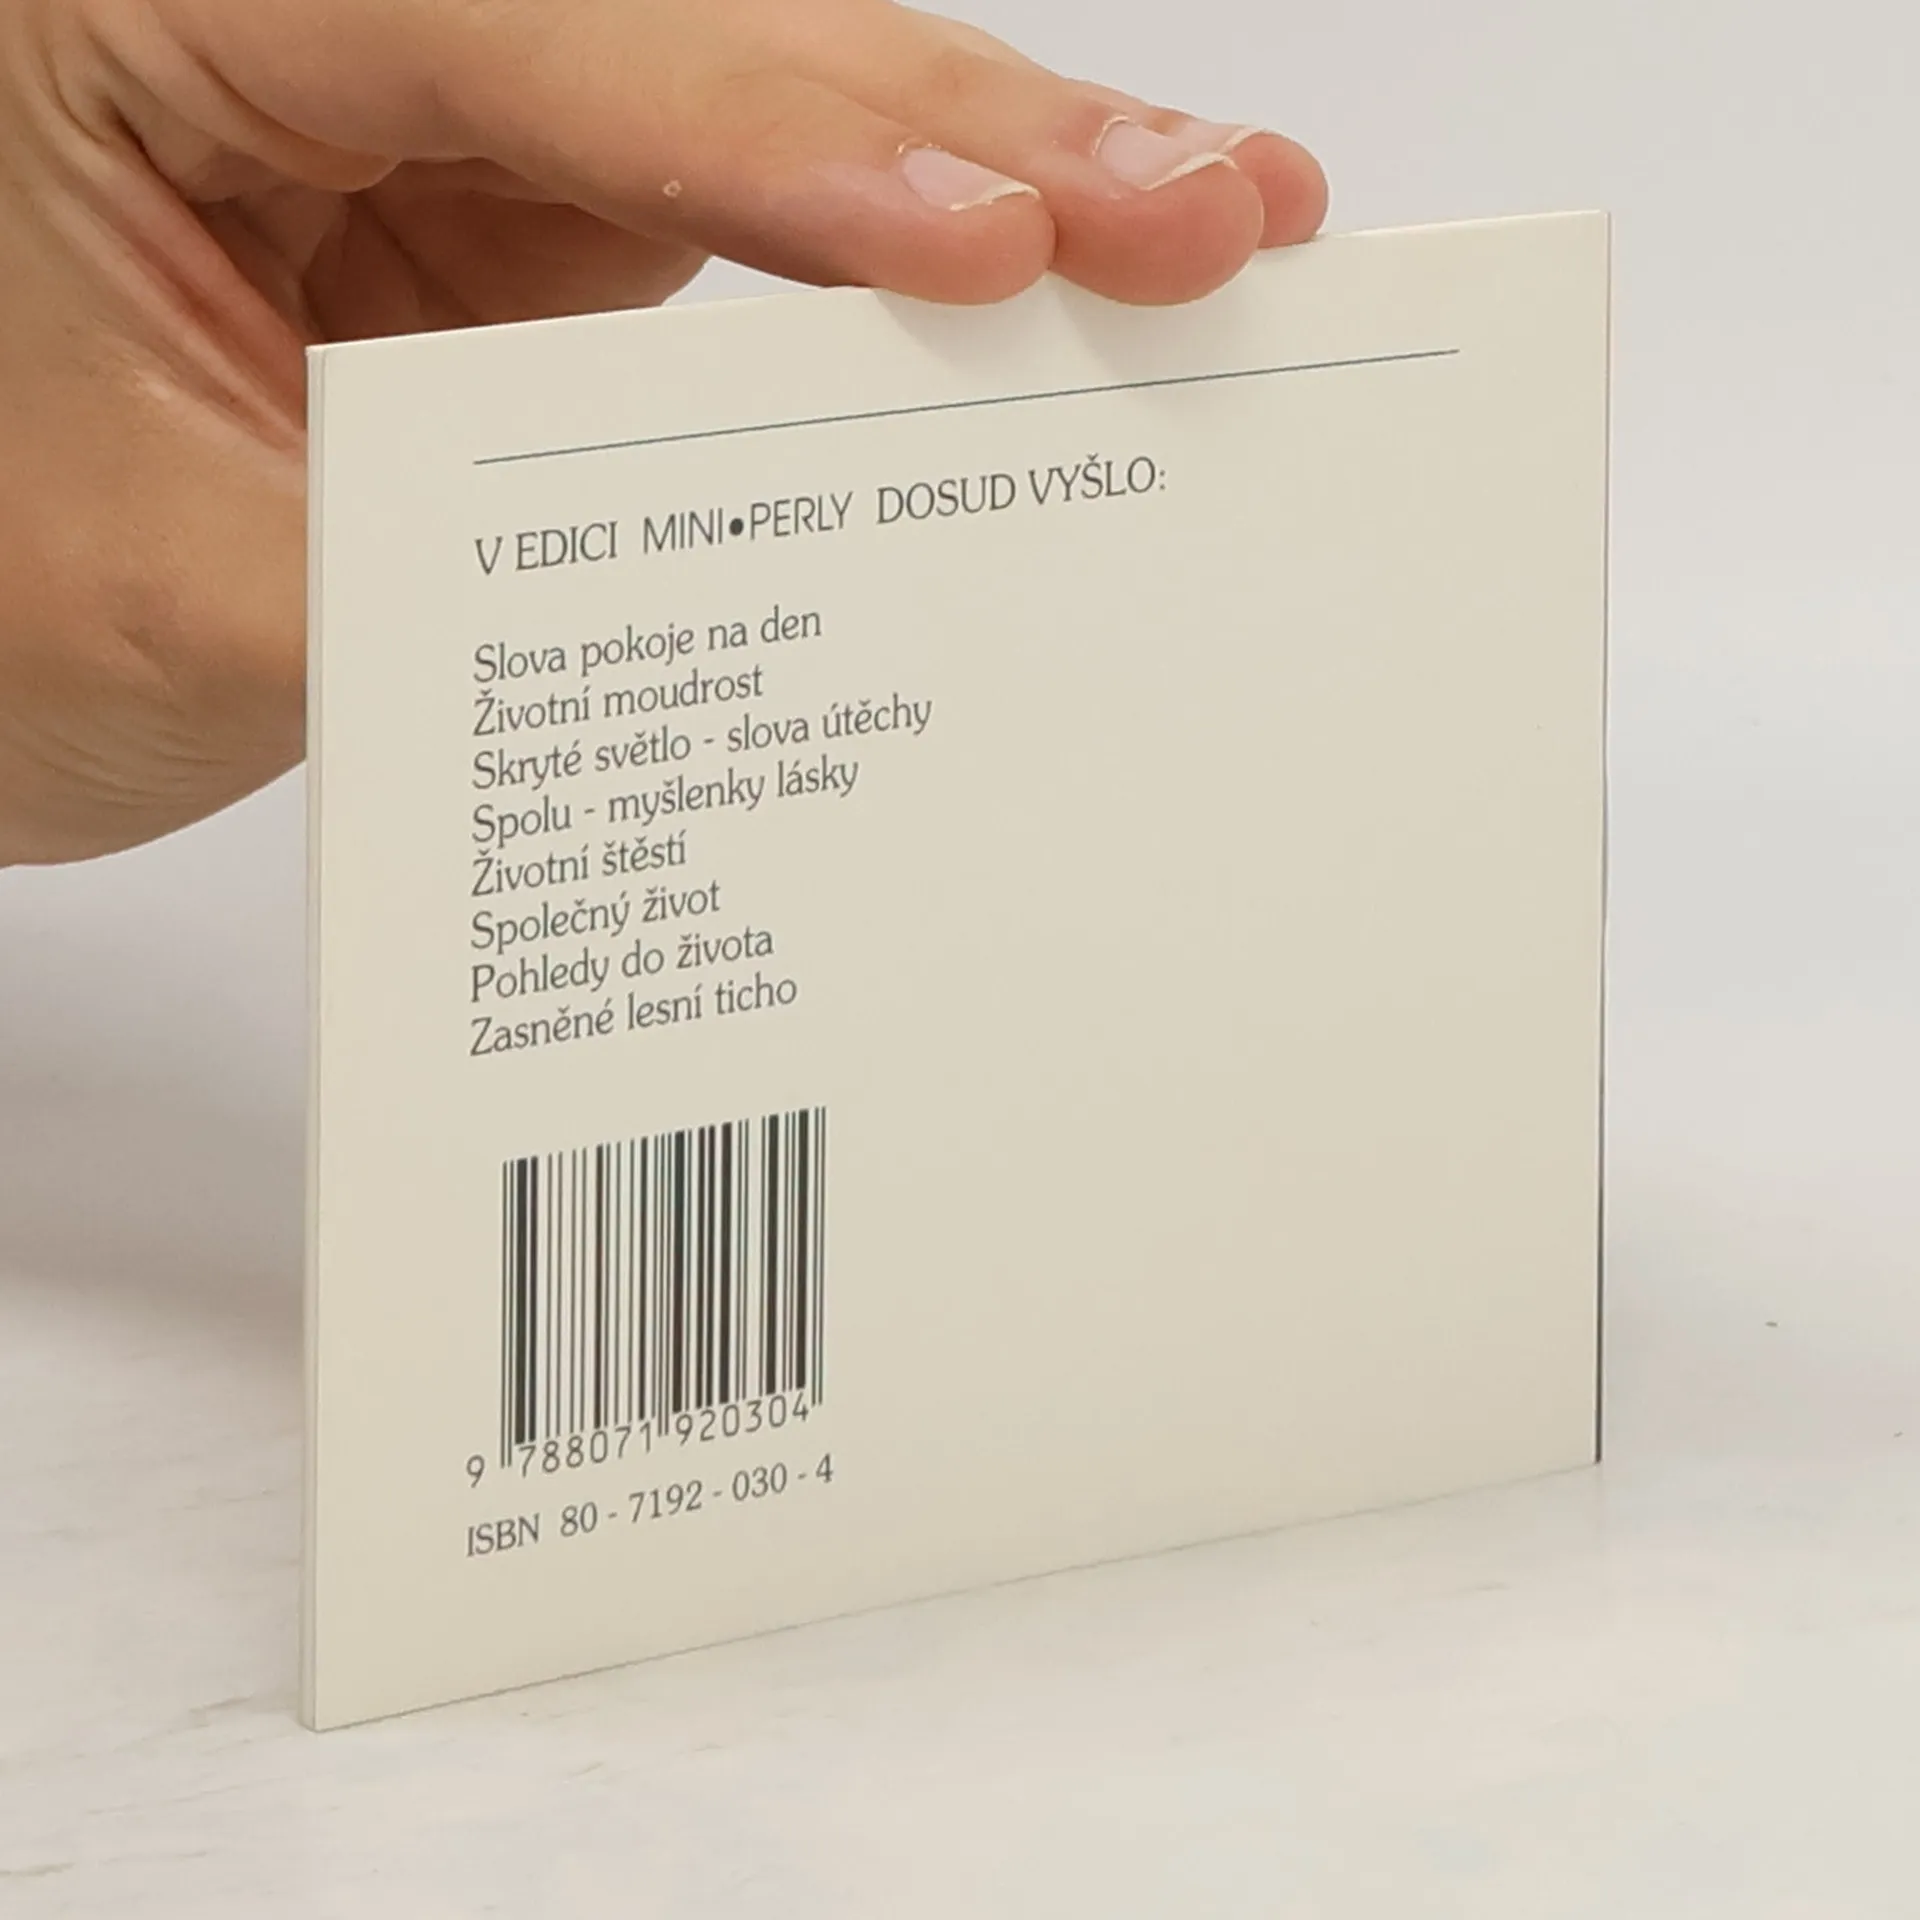 V EDICI MINI•PERLY DOSUD VYŠLO:
Slova pokoje na den
Životní moudrost
Skryté světlo - slova útěchy
Spolu - myšlenky lásky
Životní štěstí
Společný život
Pohledy do života
Zasněné lesní ticho
9 788071 920304
ISBN 80 - 7192 - 030 - 4